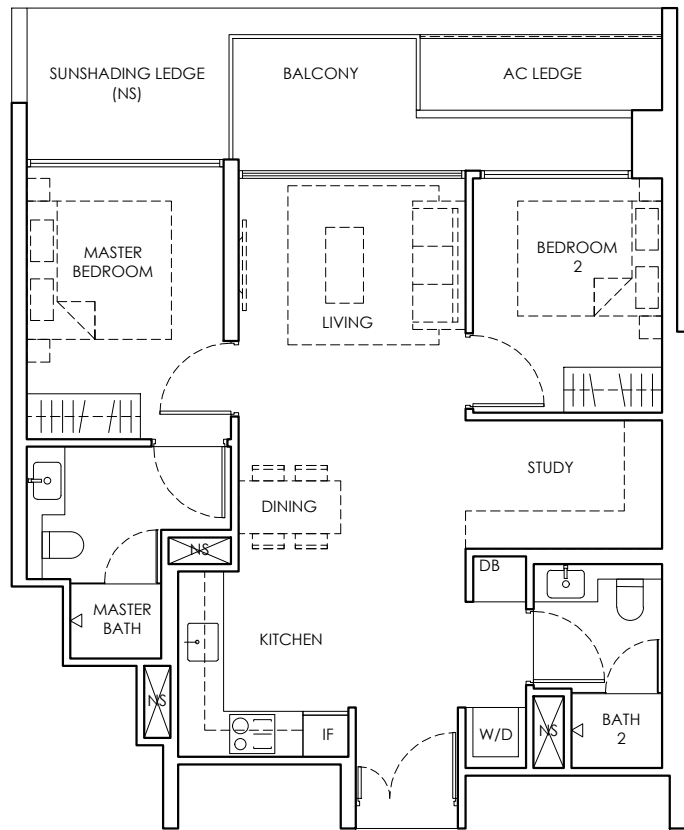 SUNSHADING LEDGE
(NS)
BALCONY
AC LEDGE
MASTER
BEDROOM
BEDROOM
2
LIVING
STUDY
DINING
NS
DB
MASTER
BATH
KITCHEN
NS
IF
W/D
NS
BATH
2